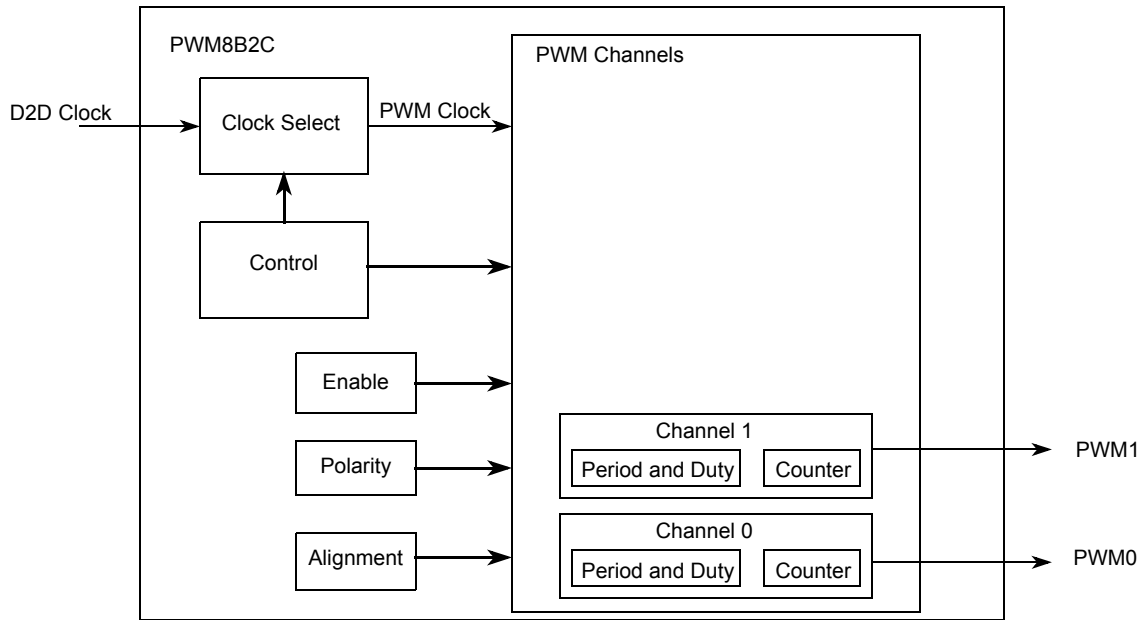 PWM8B2C
PWM Channels
D2D Clock
Clock Select
PWM Clock
Control
Enable
Polarity
Alignment
Channel 1
Period and Duty
Counter
PWM1
Channel 0
Period and Duty
Counter
PWM0